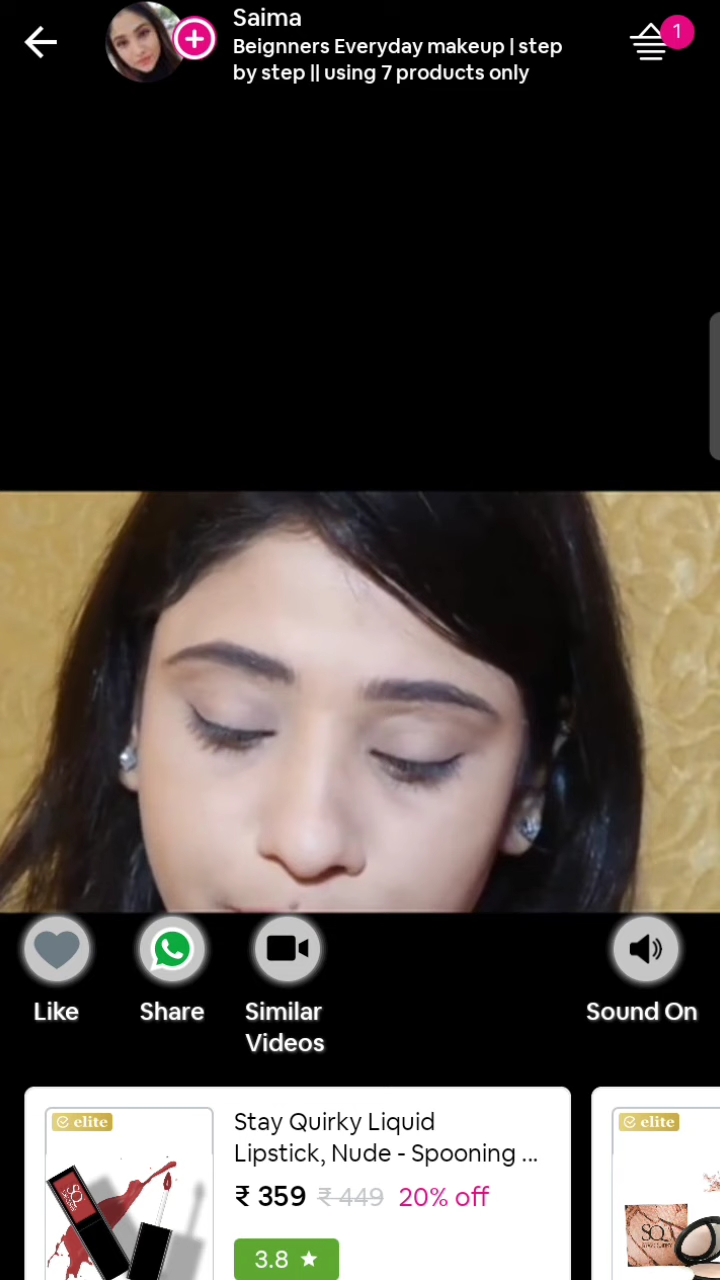 Saima
Beignners Everyday makeup | step
by step || using 7 products only
1
Like
Share
Similar
Videos
Sound On
elite
Stay Quirky Liquid
Lipstick, Nude - Spooning ...
₹ 359 ₹ 449 20% off
3.8 ★
elite
SQ